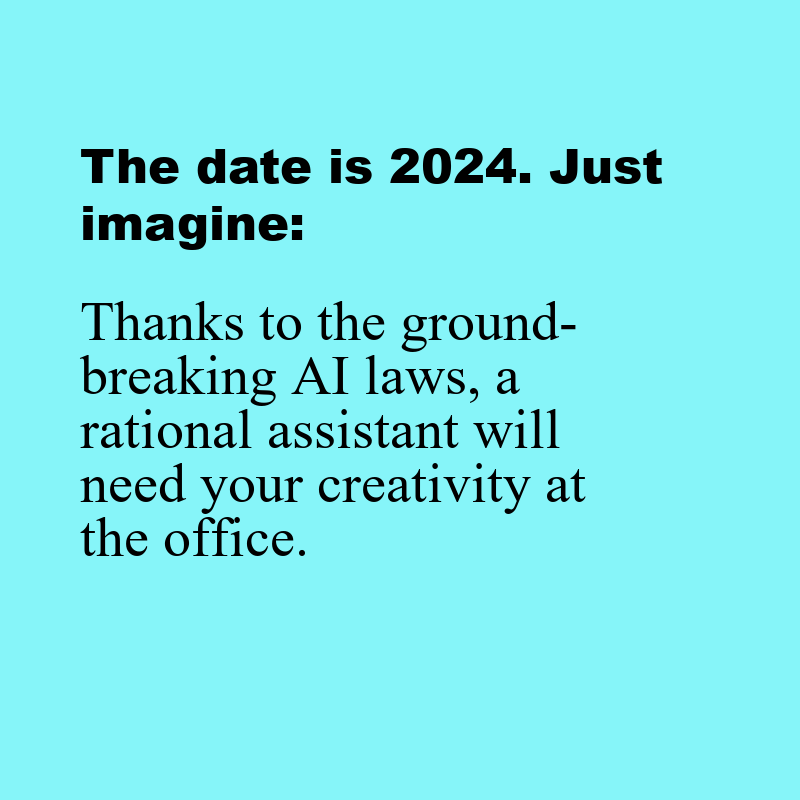 The date is 2024. Just
imagine:
Thanks to the ground-
breaking AI laws, a
rational assistant will
need your creativity at
the office.